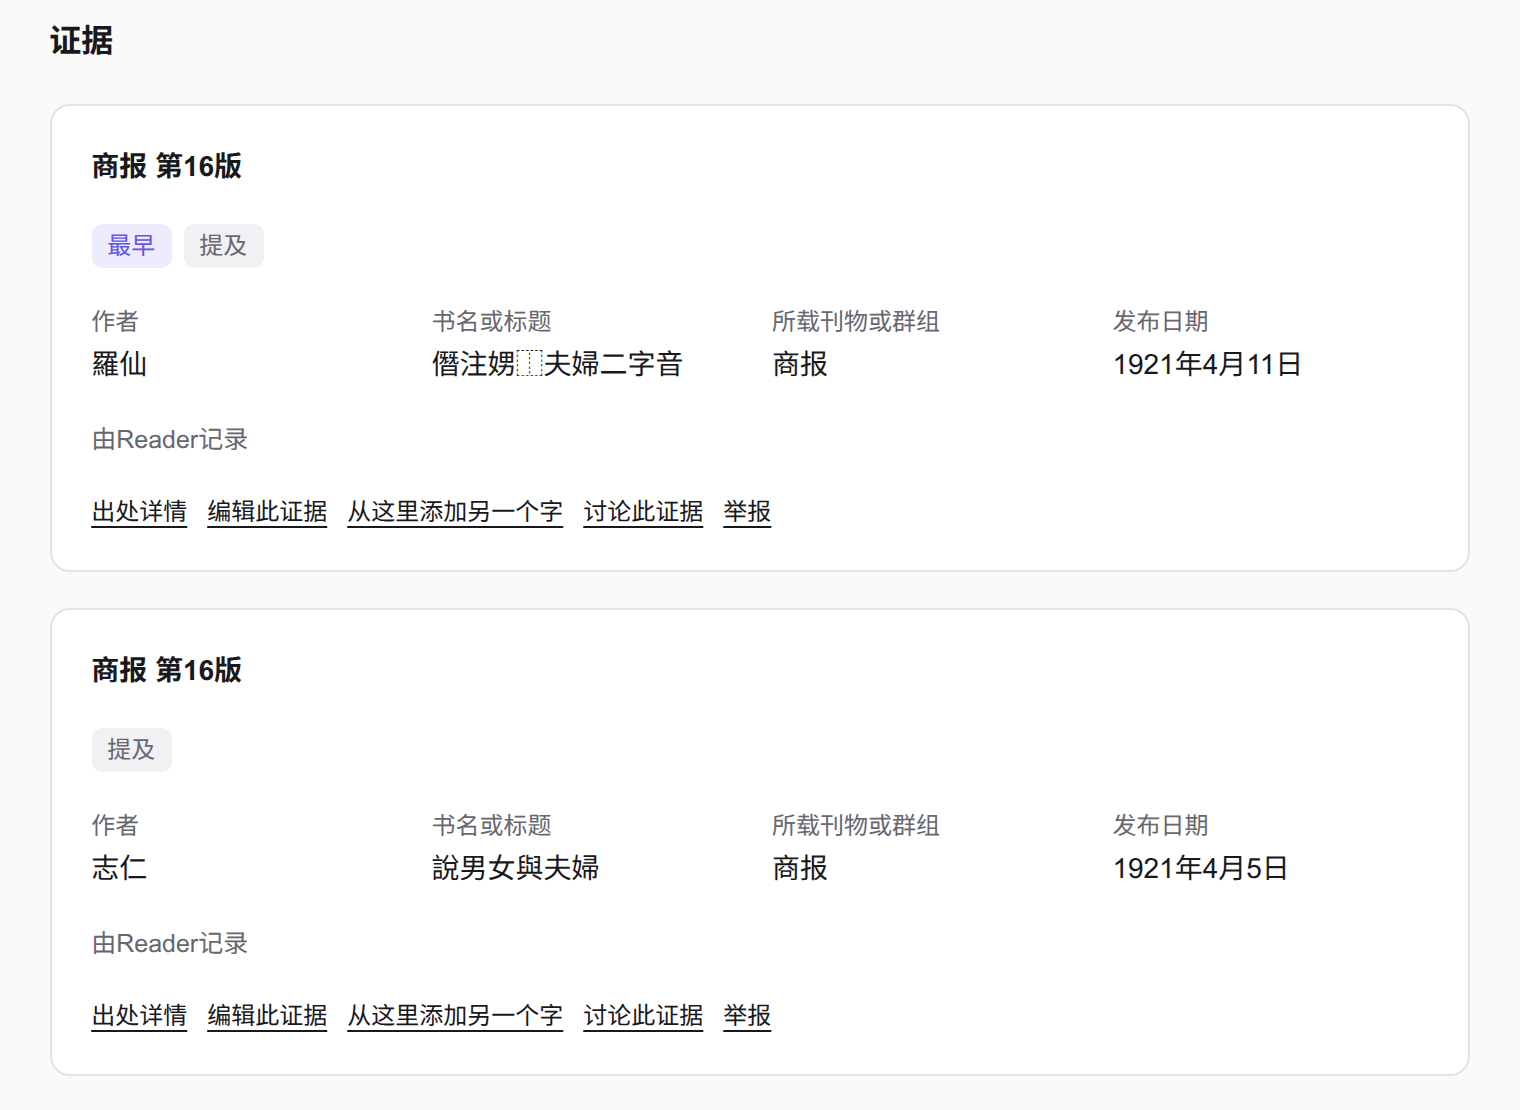 证据
商报 第16版
最早 提及
作者 书名或标题 所载刊物或群组 发布日期
羅仙 僭注娚⿰夫婦二字音 商报 1921年4月11日
由Reader记录
出处详情 编辑此证据 从这里添加另一个字 讨论此证据 举报
商报 第16版
提及
作者 书名或标题 所载刊物或群组 发布日期
志仁 說男女與夫婦 商报 1921年4月5日
由Reader记录
出处详情 编辑此证据 从这里添加另一个字 讨论此证据 举报